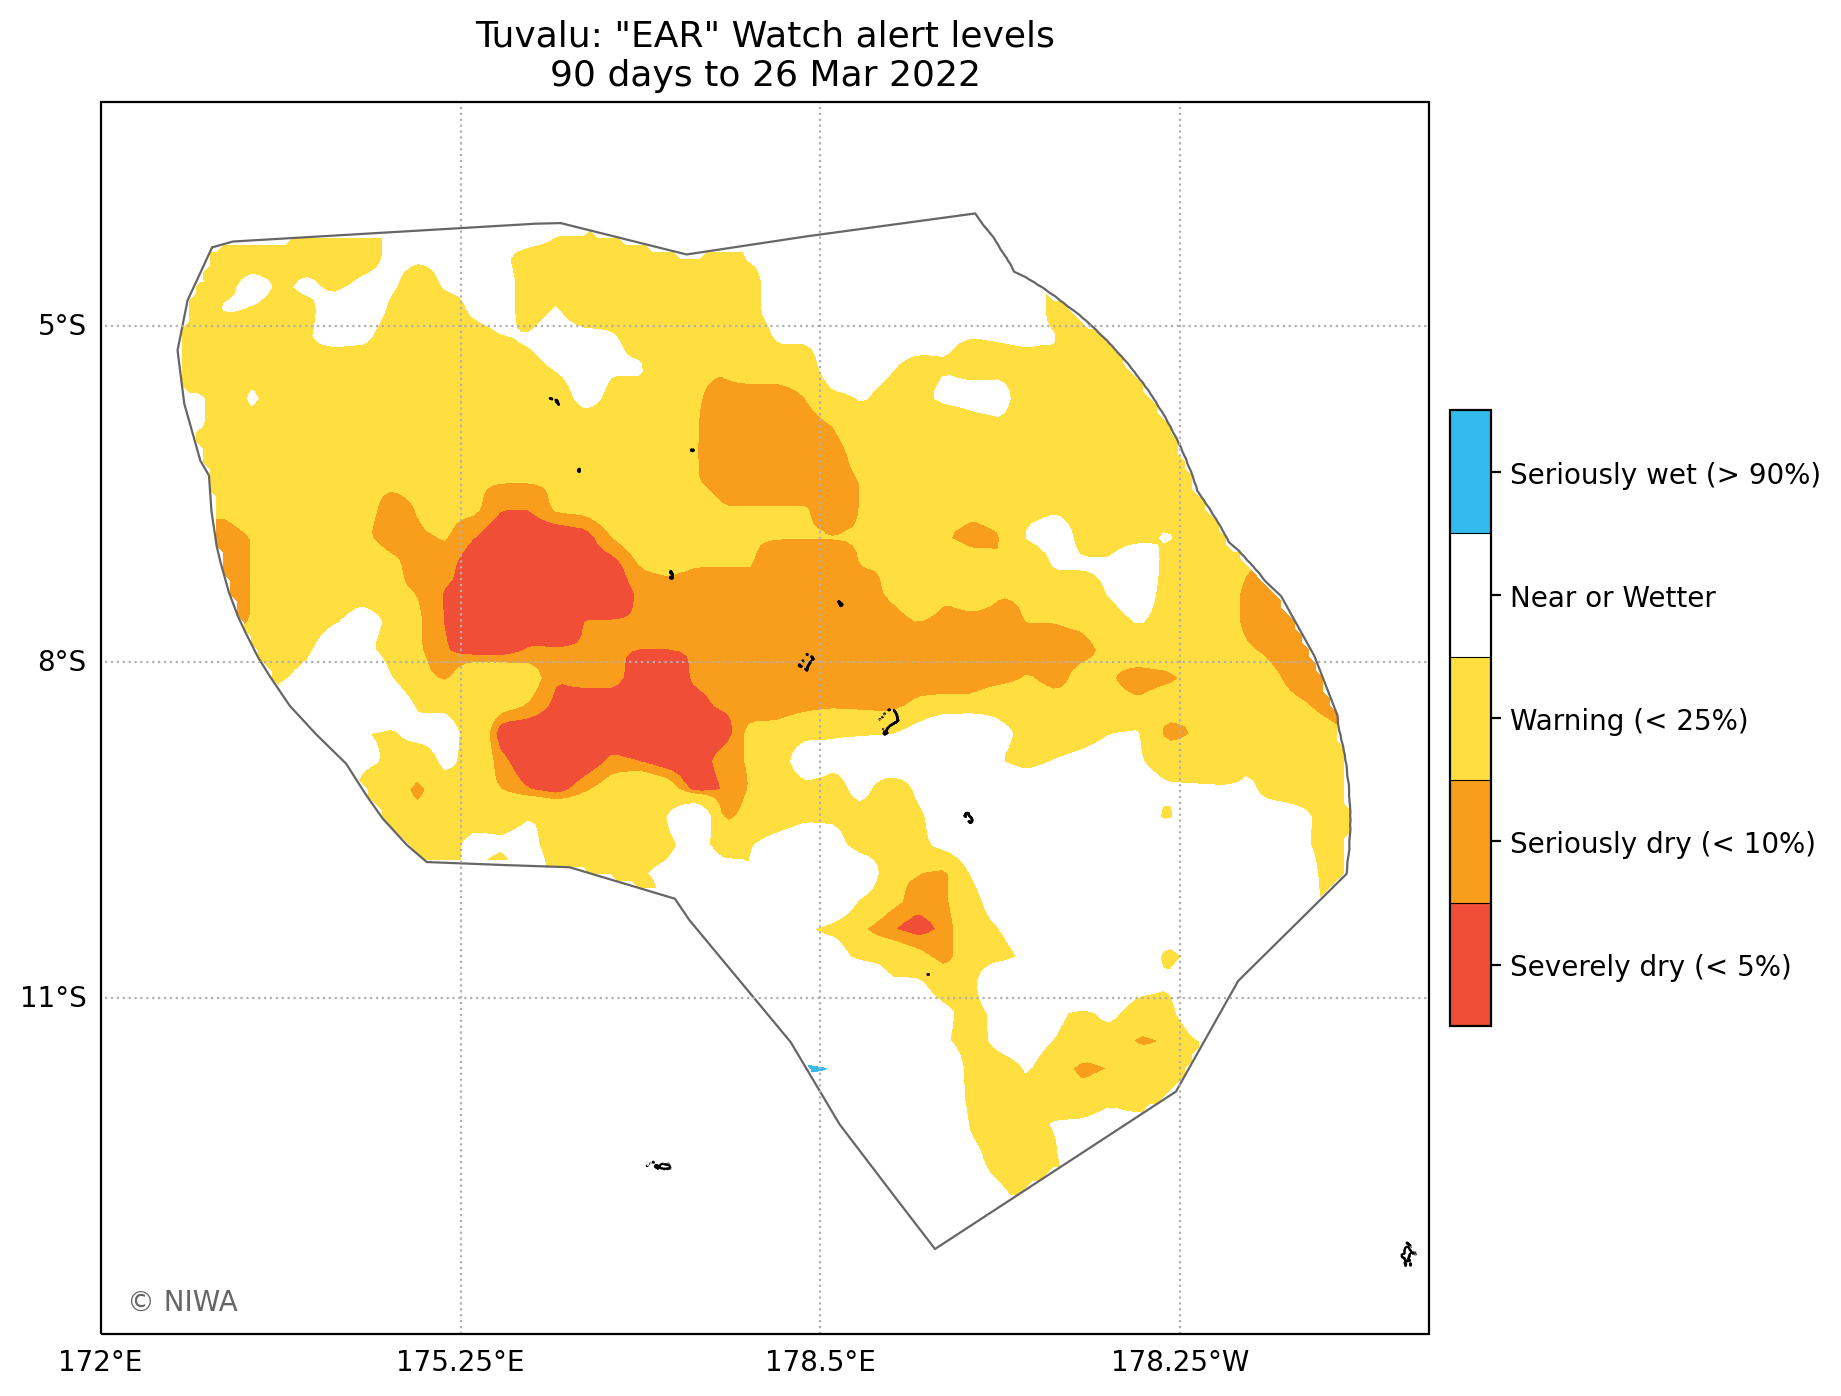 Tuvalu: "EAR" Watch alert levels
90 days to 26 Mar 2022
5°S
8°S
11°S
172°E
175.25°E
178.5°E
178.25°W
Seriously wet (> 90%)
Near or Wetter
Warning (< 25%)
Seriously dry (< 10%)
Severely dry (< 5%)
© NIWA